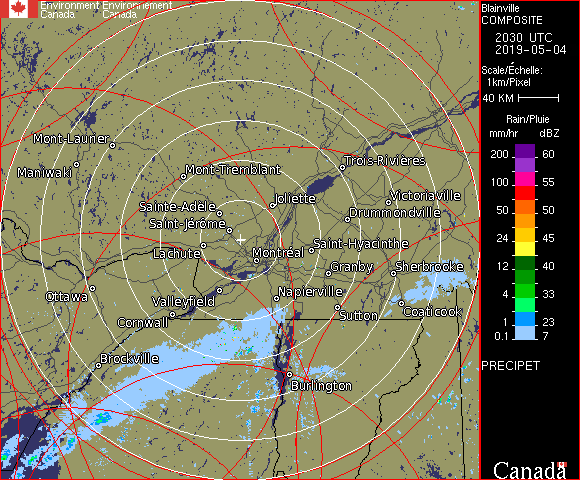 Environment Environnement
Canada Canada
Blainville
COMPOSITE
2030 UTC
2019-05-04
Scale/Échelle:
1km/Pixel
40 KM
Rain/Pluie
mm/hr dBZ
200 60
100 55
50 50
24 45
12 40
4 33
1 23
0.1 7
PRECIPET
Canada
Mont-Laurier
Maniwaki
Mont-Tremblant
Trois-Rivières
Sainte-Adèle
Joliette
Victoriaville
Drummondville
Saint-Jérôme
Lachute
Montréal
Saint-Hyacinthe
Granby
Sherbrooke
Ottawa
Valleyfield
Napierville
Coaticook
Cornwall
Sutton
Brockville
Burlington